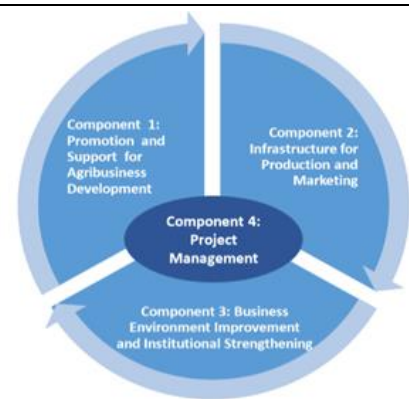 Component 1:
Promotion and
Support for
Agribusiness
Development
Component 2:
Infrastructure for
Production and
Marketing
Component 4:
Project
Management
Component 3: Business
Environment Improvement
and Institutional Strengthening